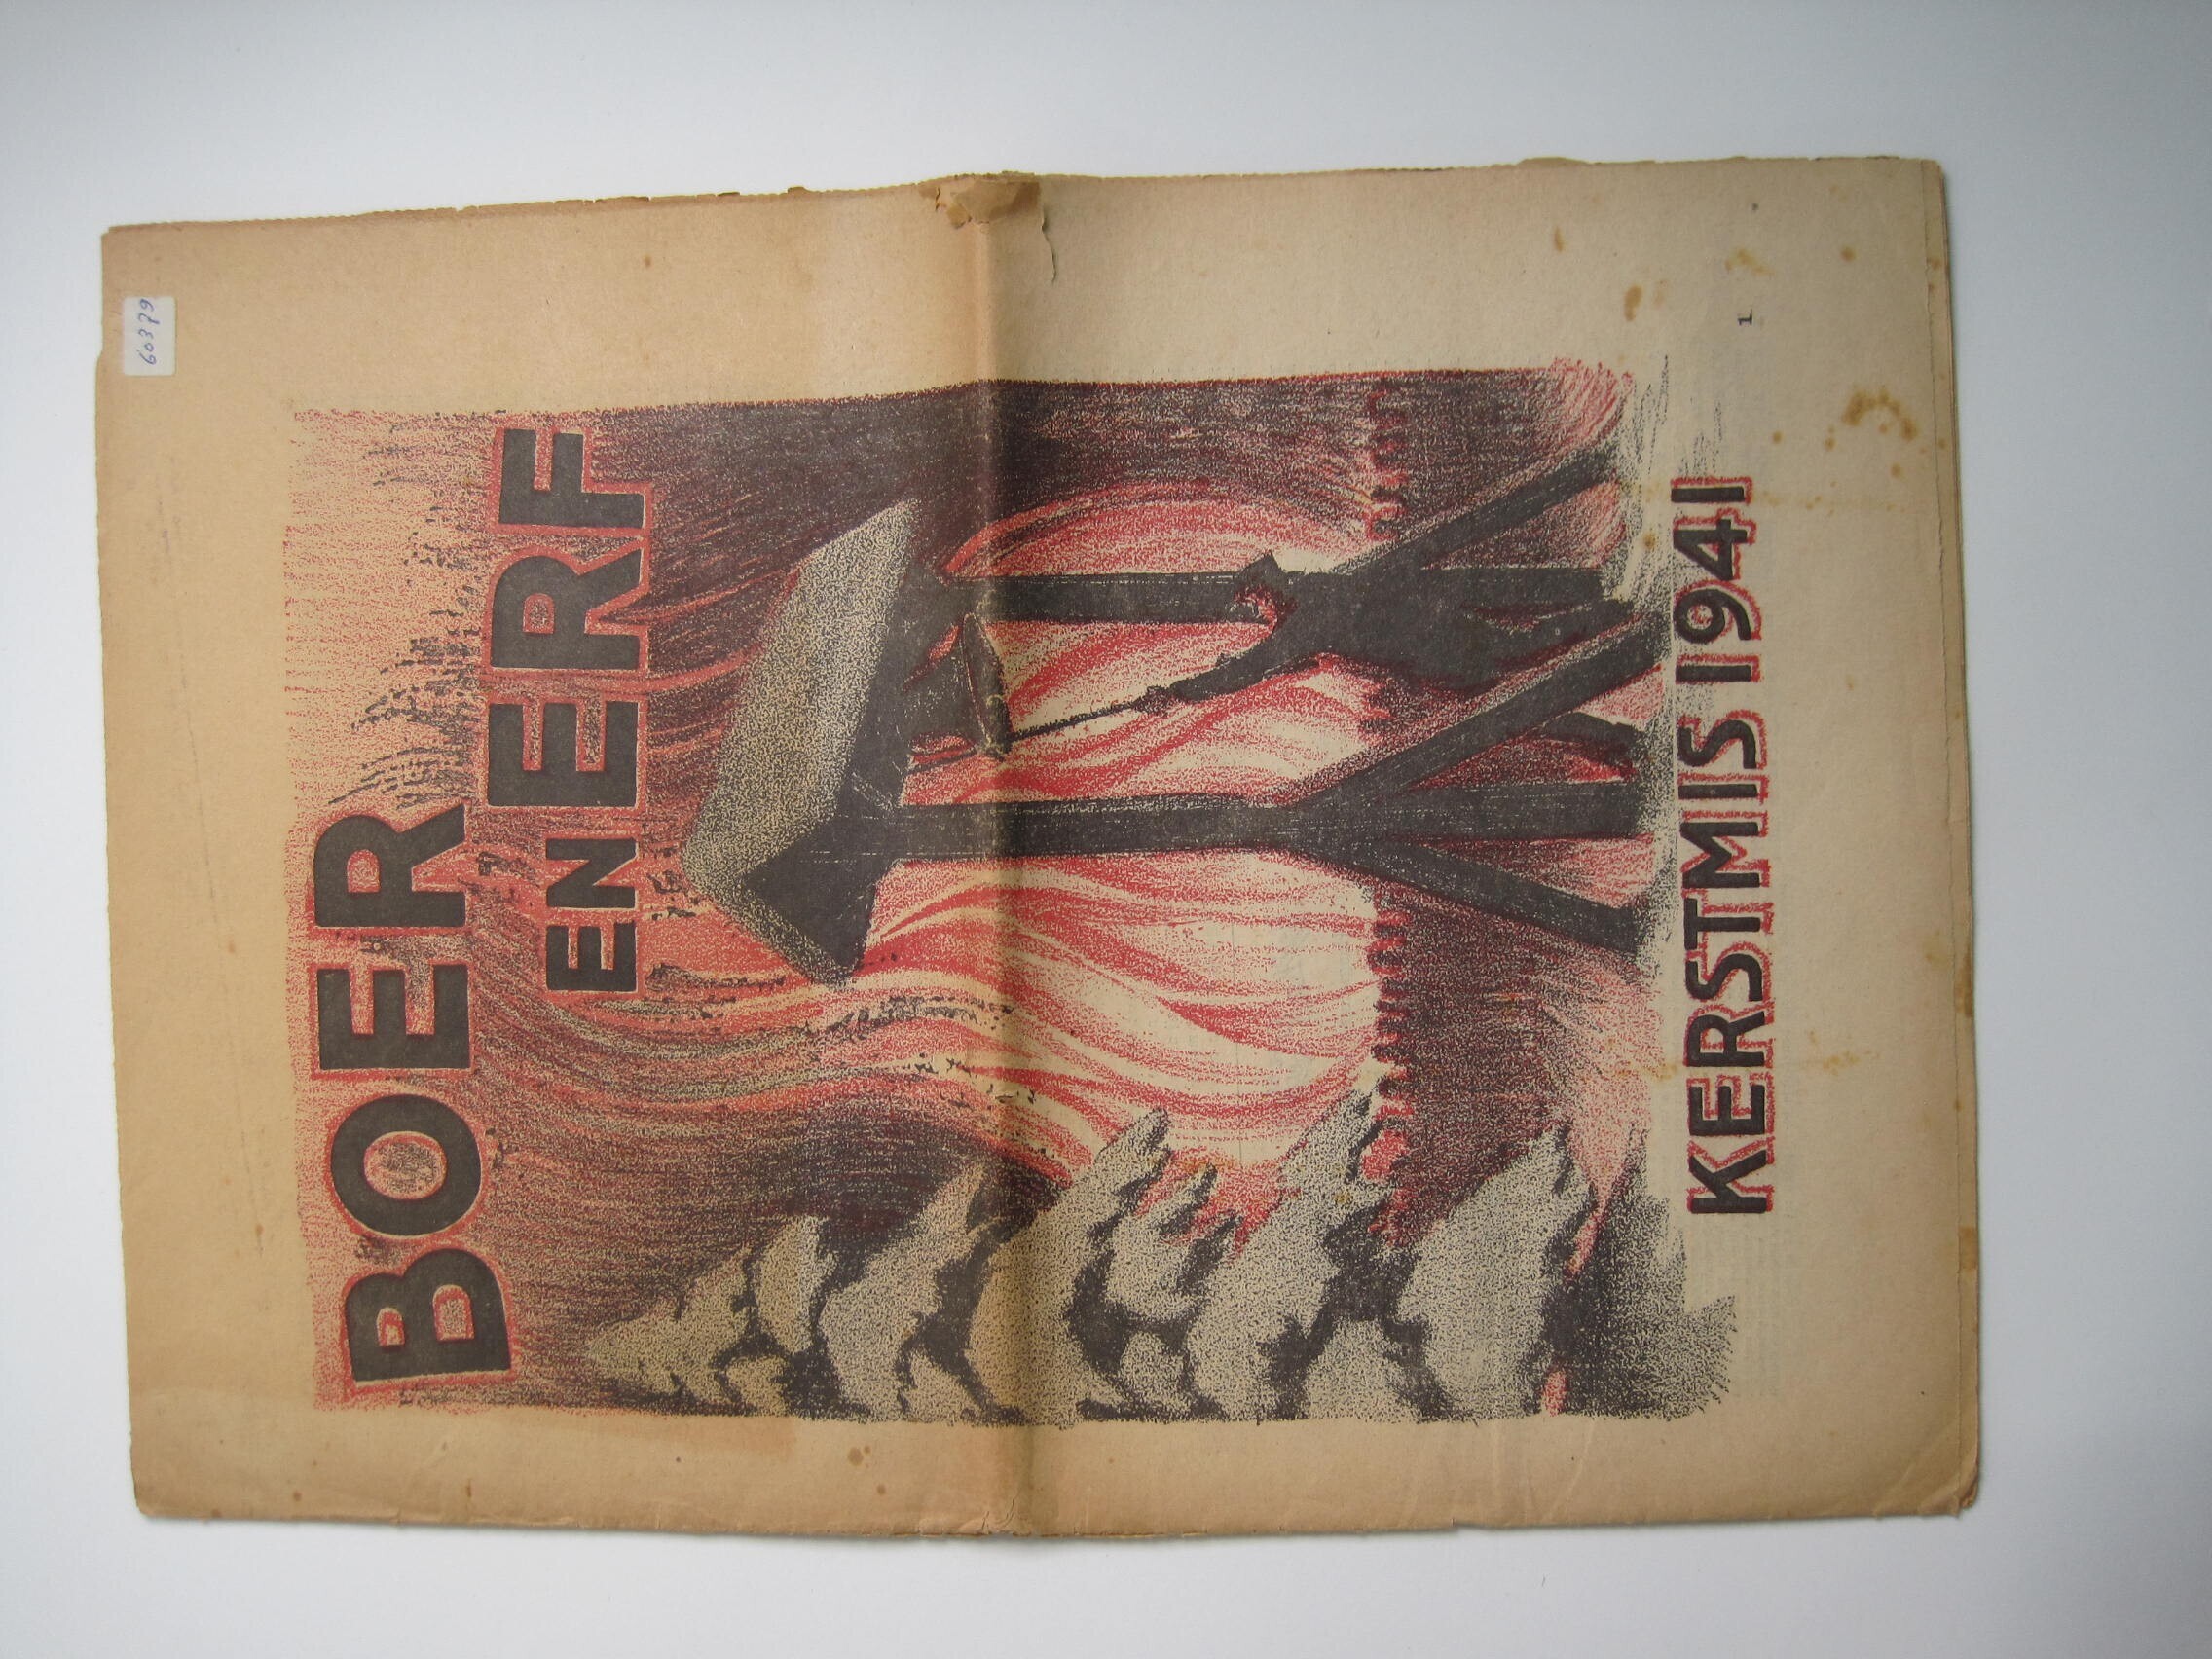 60379
BOER
EN ERF
KERSTMIS 1941
1